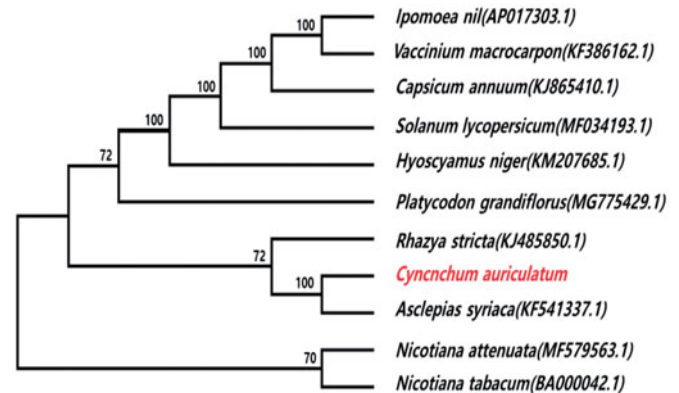 Ipomoea nil(AP017303.1)
100
Vaccinium macrocarpon(KF386162.1)
100
Capsicum annuum(KJ865410.1)
100
Solanum lycopersicum(MF034193.1)
100
Hyoscyamus niger(KM207685.1)
72
Platycodon grandiflorus(MG775429.1)
Rhazya stricta(KJ485850.1)
72
Cyncnchum auriculatum
100
Asclepias syriaca(KF541337.1)
Nicotiana attenuata(MF579563.1)
70
Nicotiana tabacum(BA000042.1)